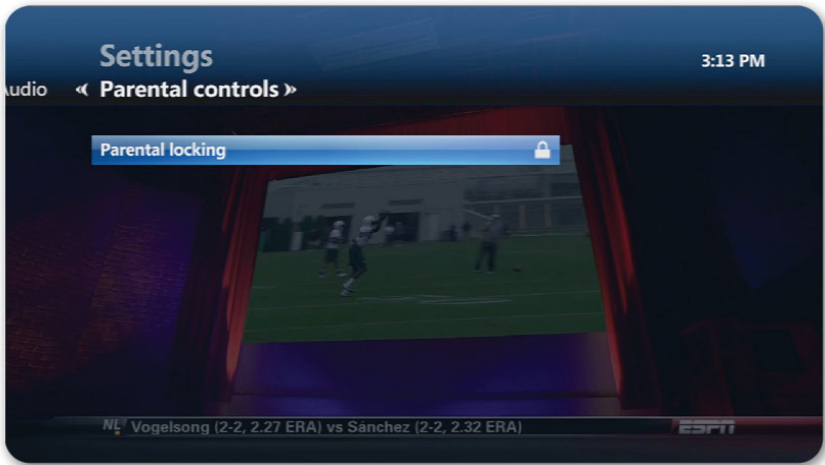 Settings
3:13 PM
Audio « Parental controls »
Parental locking
NL Vogelsong (2-2, 2.27 ERA) vs Sánchez (2-2, 2.32 ERA)
ESPN